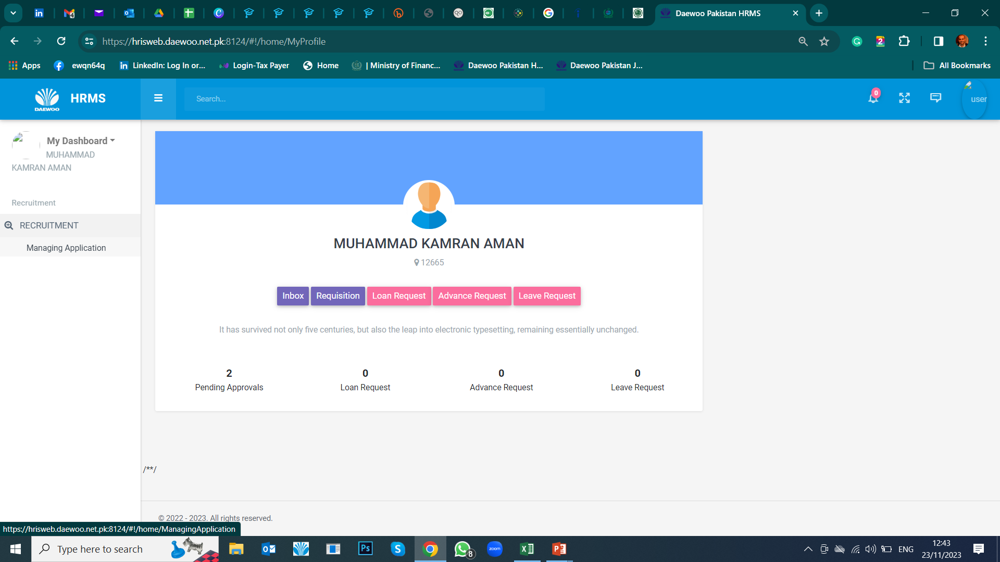 4
Daewoo Pakistan HRMS
https://hrisweb.daewoo.net.pk:8124/#!/home/MyProfile
2
Apps
ewqn64q
LinkedIn: Log In or...
Login-Tax Payer
Home
| Ministry of Financ...
Daewoo Pakistan H...
Daewoo Pakistan J...
All Bookmarks
DAEWOO
HRMS
Search...
0
user
My Dashboard
MUHAMMAD
KAMRAN AMAN
Recruitment
RECRUITMENT
Managing Application
MUHAMMAD KAMRAN AMAN
12665
Inbox Requisition Loan Request Advance Request Leave Request
It has survived not only five centuries, but also the leap into electronic typesetting, remaining essentially unchanged.
2 0 0 0
Pending Approvals Loan Request Advance Request Leave Request
/**/
© 2022 - 2023. All rights reserved.
https://hrisweb.daewoo.net.pk:8124/#!/home/ManagingApplication
Type here to search
Ps
zoom
8
ENG
12:43
23/11/2023